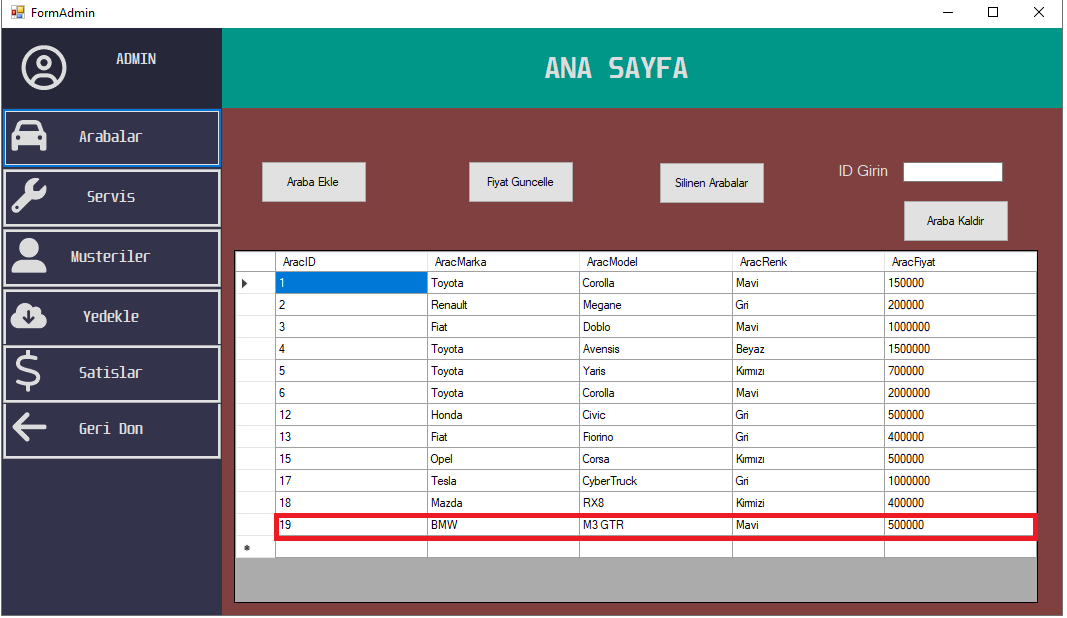 FormAdmin
ADMIN
ANA SAYFA
Arabalar
Servis
Musteriler
Yedekle
Satislar
Geri Don
Araba Ekle
Fiyat Guncelle
Silinen Arabalar
ID Girin
Araba Kaldir
AracID AracMarka AracModel AracRenk AracFiyat
1 Toyota Corolla Mavi 150000
2 Renault Megane Gri 200000
3 Fiat Doblo Mavi 1000000
4 Toyota Avensis Beyaz 1500000
5 Toyota Yaris Kırmızı 700000
6 Toyota Corolla Mavi 2000000
12 Honda Civic Gri 500000
13 Fiat Fiorino Gri 400000
15 Opel Corsa Kırmızı 500000
17 Tesla CyberTruck Gri 1000000
18 Mazda RX8 Kirmizi 400000
19 BMW M3 GTR Mavi 500000